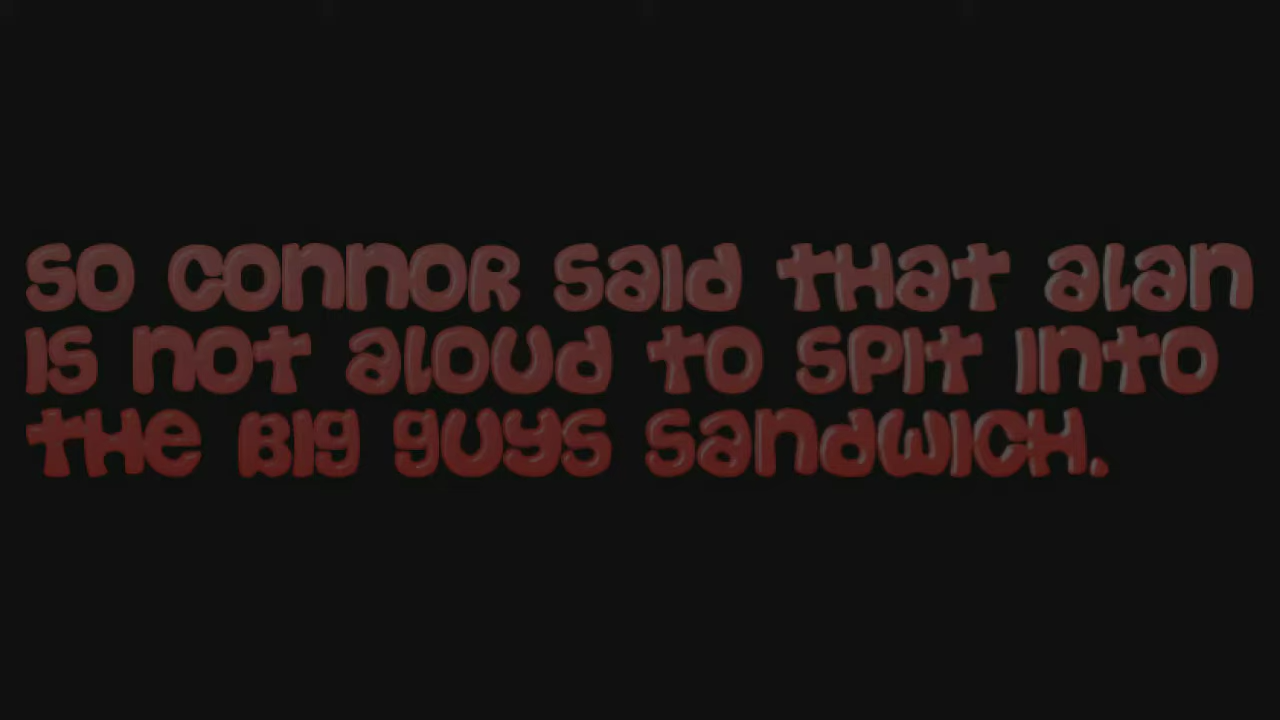 So Connor said that alan
is not aloud to spit into
the Big guys sandwich.